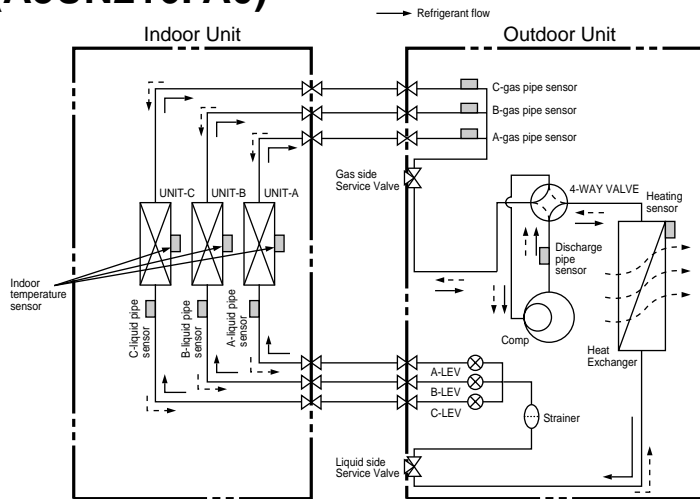 Refrigerant flow
Indoor Unit
Outdoor Unit
C-gas pipe sensor
B-gas pipe sensor
A-gas pipe sensor
Gas side
Service Valve
4-WAY VALVE
Heating
sensor
UNIT-C
UNIT-B
UNIT-A
Discharge
pipe
sensor
Indoor
temperature
sensor
C-liquid pipe
sensor
B-liquid pipe
sensor
A-liquid pipe
sensor
Comp
Heat
Exchanger
A-LEV
B-LEV
C-LEV
Strainer
Liquid side
Service Valve